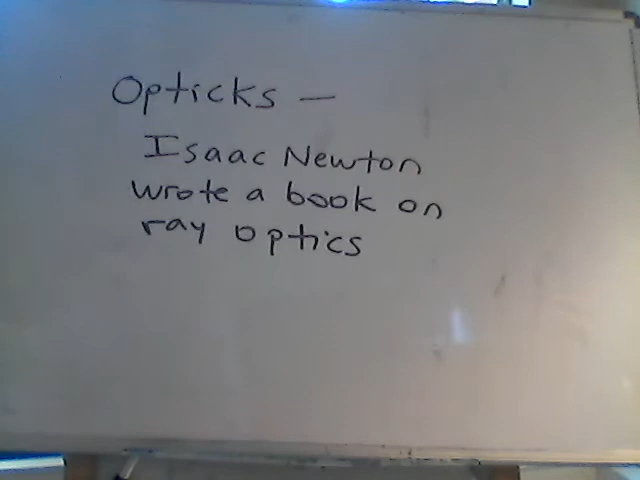 Opticks —
Isaac Newton
wrote a book on
ray optics